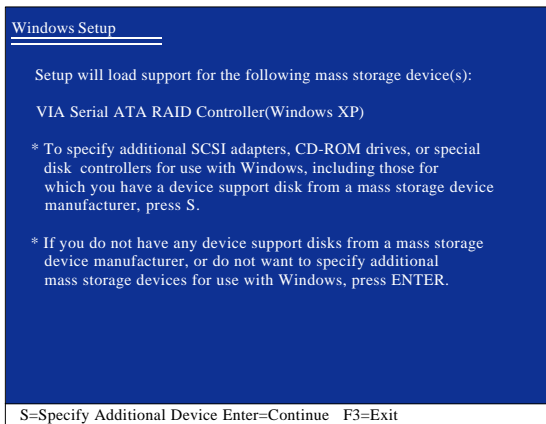 Windows Setup
Setup will load support for the following mass storage device(s):
VIA Serial ATA RAID Controller(Windows XP)
* To specify additional SCSI adapters, CD-ROM drives, or special
disk controllers for use with Windows, including those for
which you have a device support disk from a mass storage device
manufacturer, press S.
* If you do not have any device support disks from a mass storage
device manufacturer, or do not want to specify additional
mass storage devices for use with Windows, press ENTER.
S=Specify Additional Device Enter=Continue F3=Exit